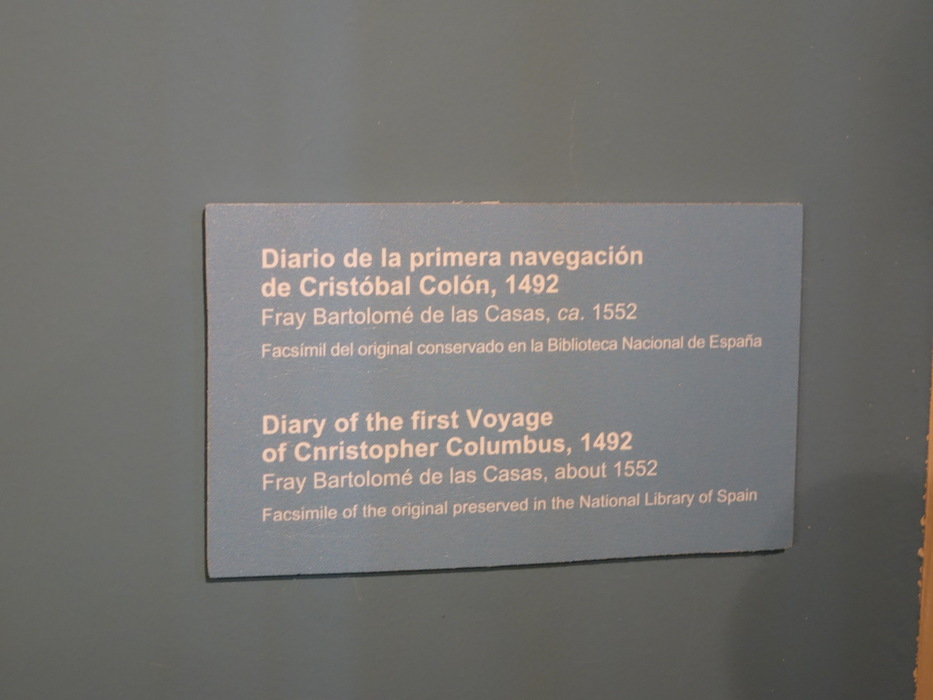 Diario de la primera navegación
de Cristóbal Colón, 1492
Fray Bartolomé de las Casas, ca. 1552
Facsímil del original conservado en la Biblioteca Nacional de España
Diary of the first Voyage
of Cnristopher Columbus, 1492
Fray Bartolomé de las Casas, about 1552
Facsimile of the original preserved in the National Library of Spain